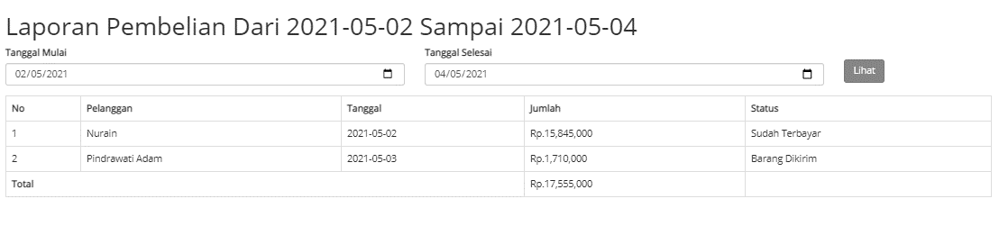 Laporan Pembelian Dari 2021-05-02 Sampai 2021-05-04
Tanggal Mulai Tanggal Selesai
02/05/2021 04/05/2021 Lihat
No Pelanggan Tanggal Jumlah Status
1 Nurain 2021-05-02 Rp.15,845,000 Sudah Terbayar
2 Pindrawati Adam 2021-05-03 Rp.1,710,000 Barang Dikirim
Total Rp.17,555,000